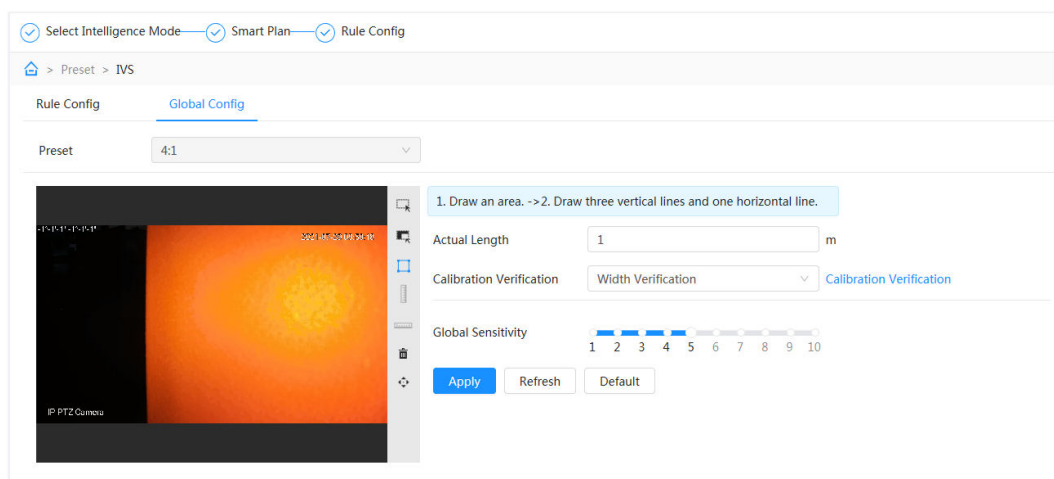 Select Intelligence Mode Smart Plan Rule Config
> Preset > IVS
Rule Config Global Config
Preset 4:1
1. Draw an area. ->2. Draw three vertical lines and one horizontal line.
Actual Length 1 m
Calibration Verification Width Verification Calibration Verification
Global Sensitivity
1 2 3 4 5 6 7 8 9 10
Apply Refresh Default
IP PTZ Camera